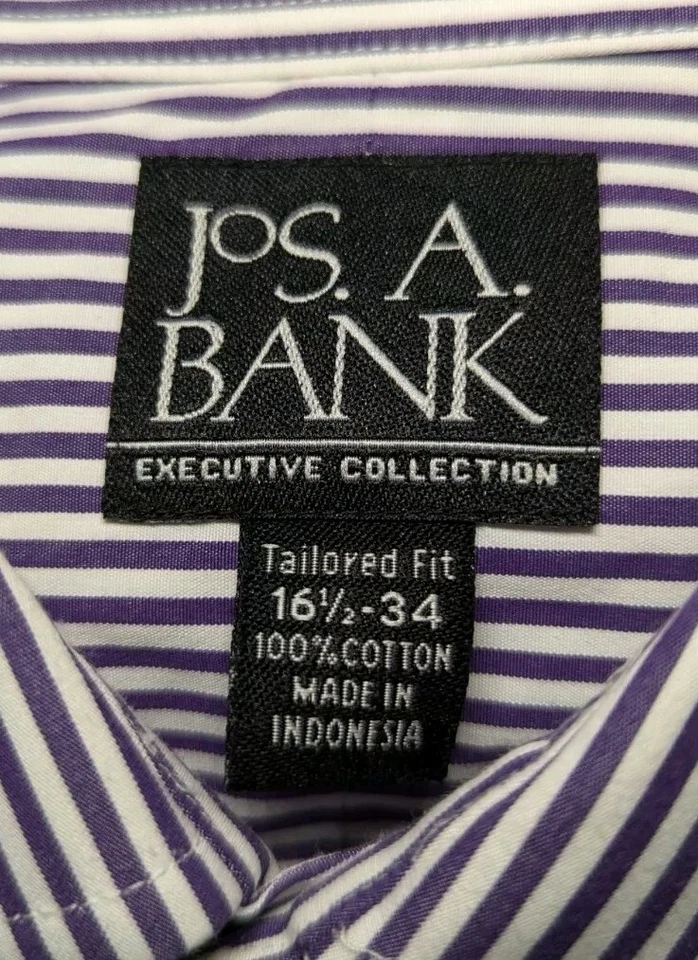 JoS. A.
BANK
EXECUTIVE COLLECTION
Tailored Fit
16½-34
100% COTTON
MADE IN
INDONESIA